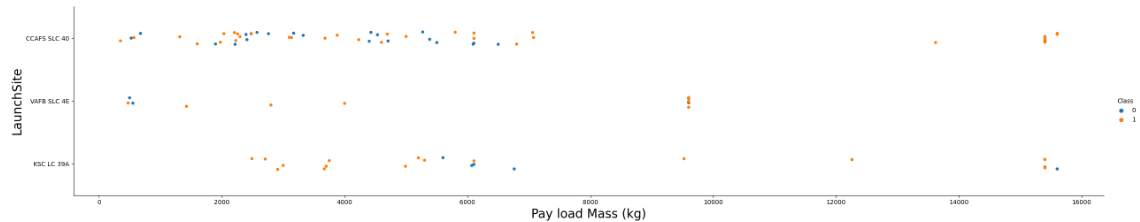 LaunchSite
CCAFS SLC 40
VAFB SLC 4E
KSC LC 39A
0 2000 4000 6000 8000 10000 12000 14000 16000
Pay load Mass (kg)
Class
0
1